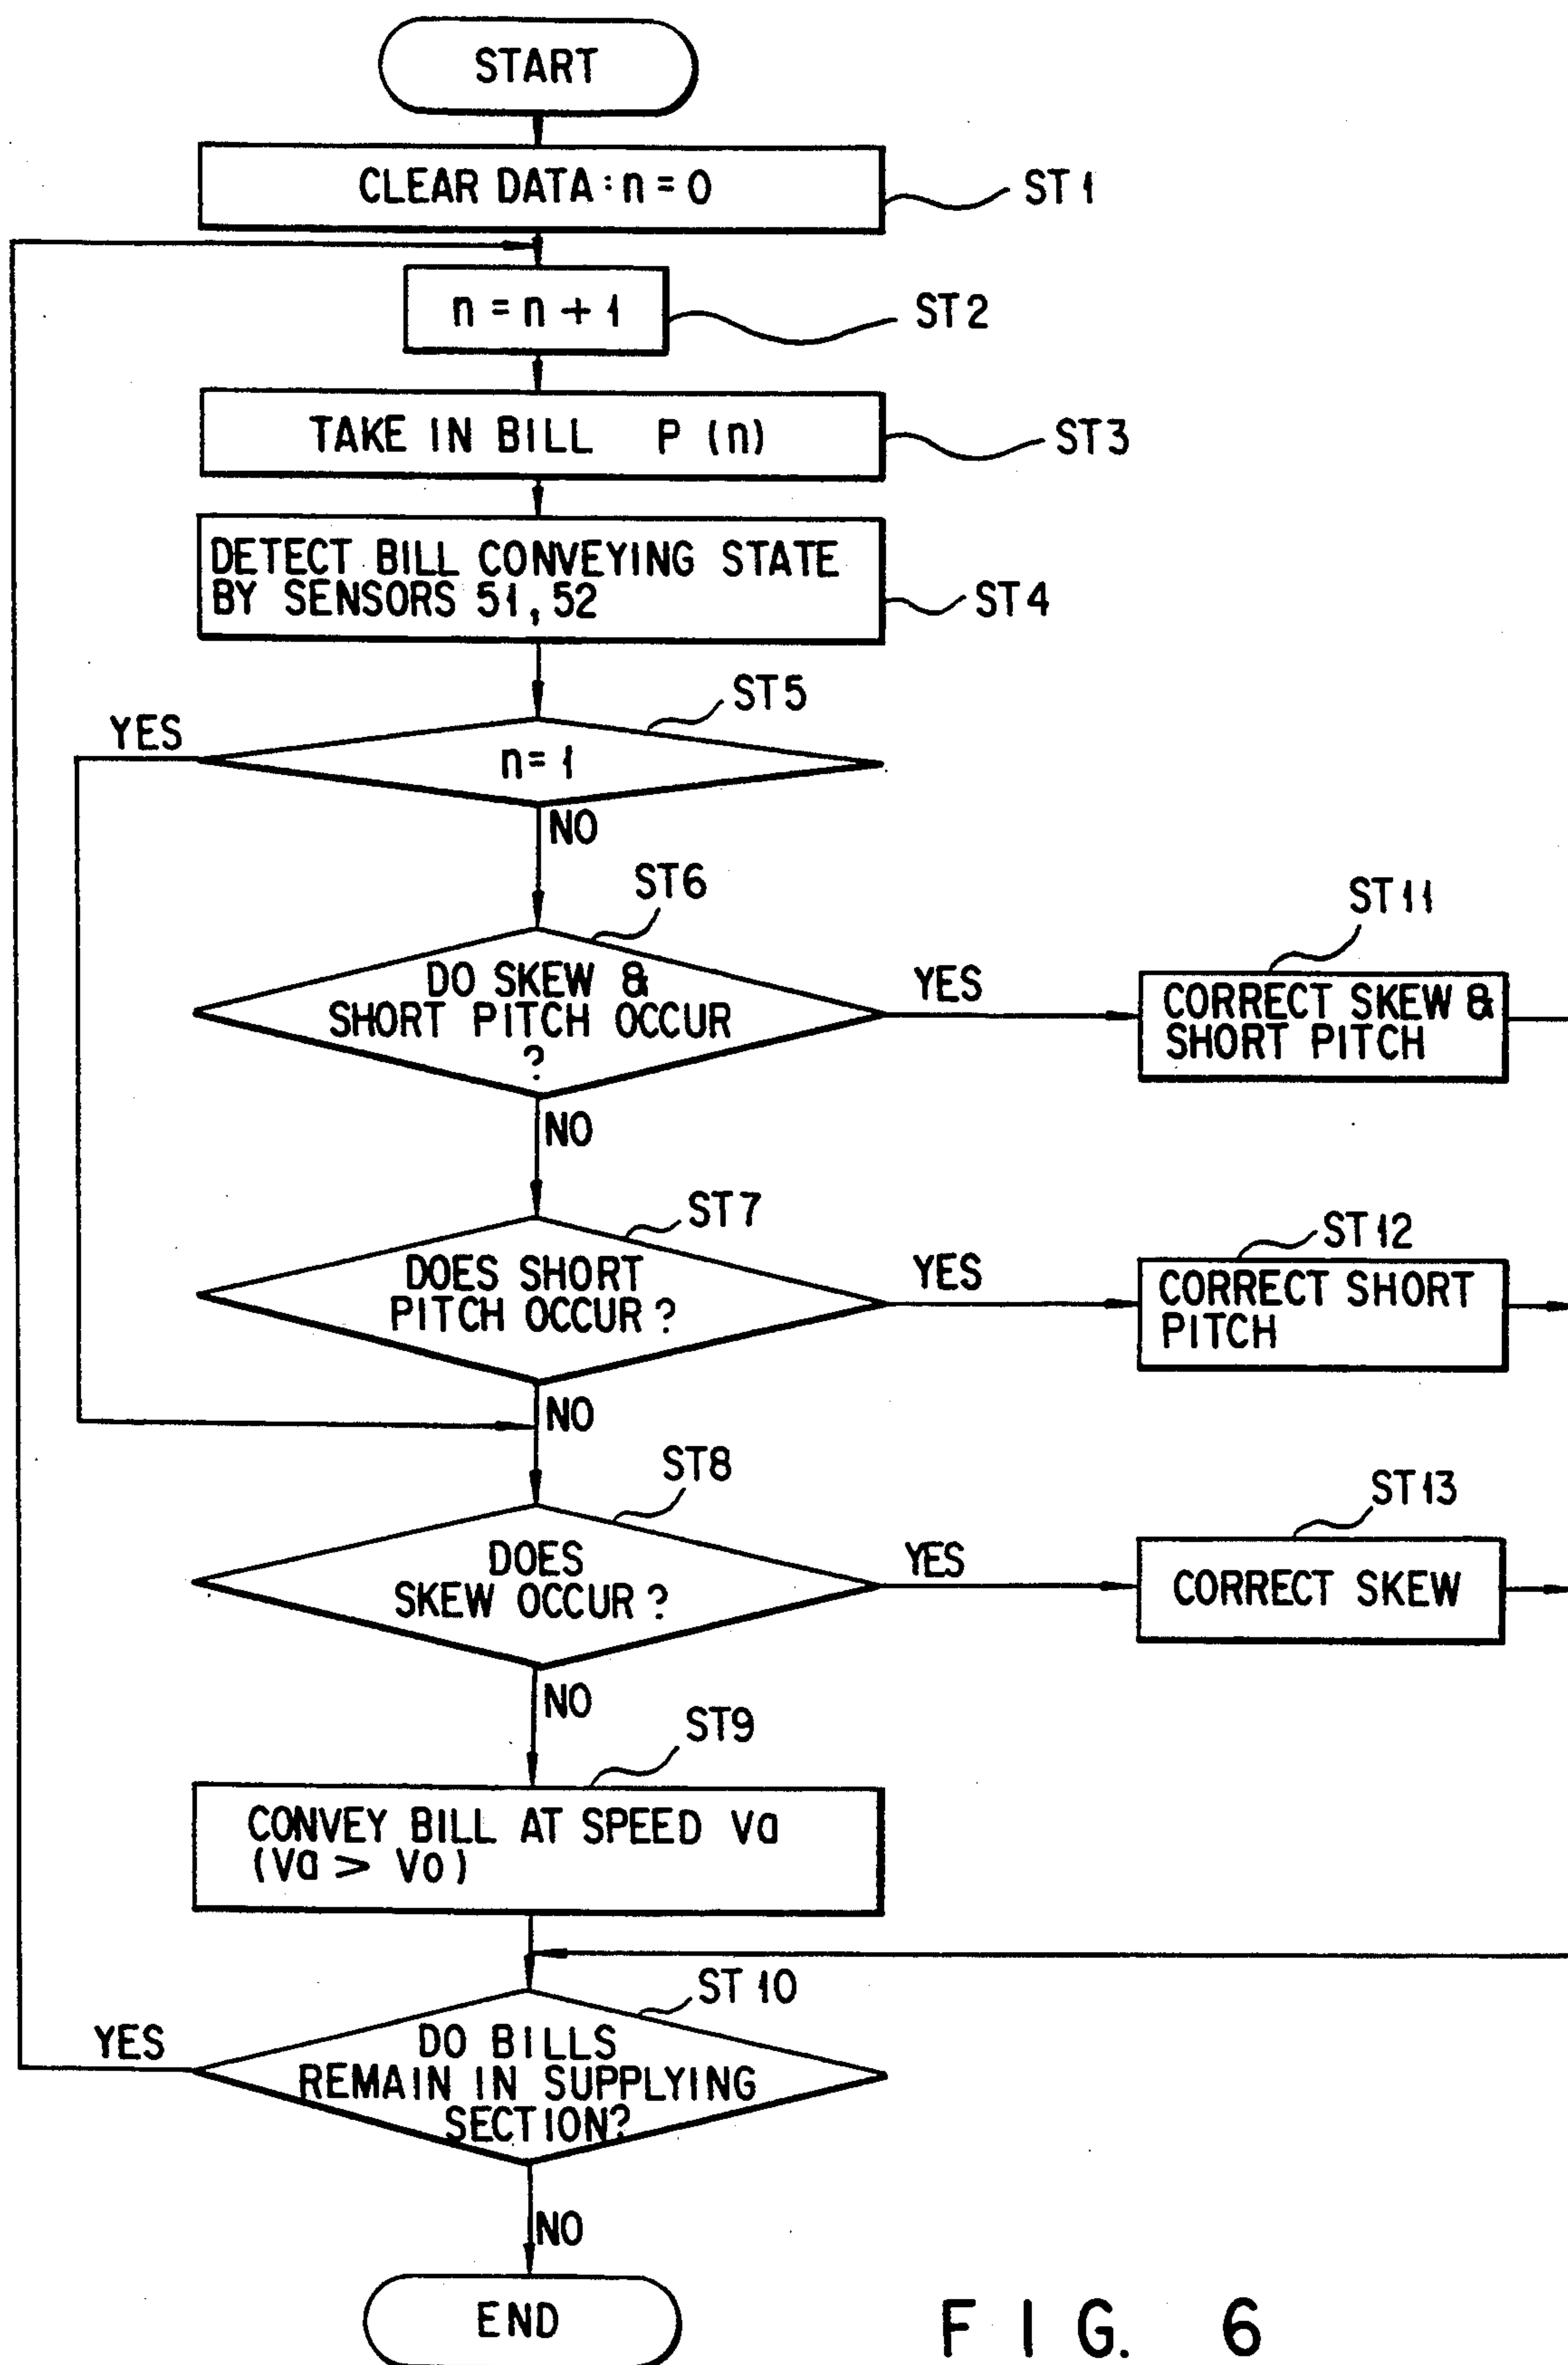 START
CLEAR DATA : n = 0
ST1
n = n + 1
ST2
TAKE IN BILL P (n)
ST3
DETECT BILL CONVEYING STATE
BY SENSORS 51, 52
ST4
ST5
YES
n = 1
NO
ST6
DO SKEW &
SHORT PITCH OCCUR
?
YES
ST11
CORRECT SKEW &
SHORT PITCH
NO
ST7
DOES SHORT
PITCH OCCUR ?
YES
ST12
CORRECT SHORT
PITCH
NO
ST8
DOES
SKEW OCCUR ?
YES
ST13
CORRECT SKEW
NO
ST9
CONVEY BILL AT SPEED Va
(Va > Vo)
ST10
YES
DO BILLS
REMAIN IN SUPPLYING
SECTION?
NO
END
FIG. 6